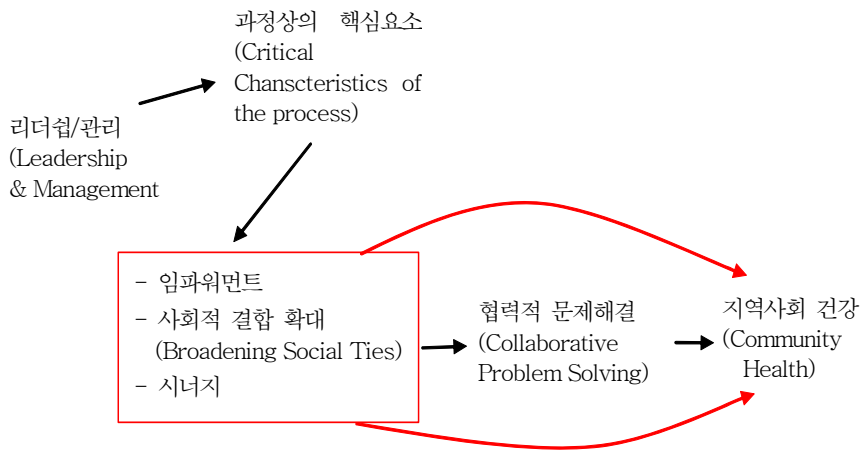 과정상의 핵심요소
(Critical
Chanscteristics of
the process)
리더쉽/관리
(Leadership
& Management
- 임파워먼트
- 사회적 결합 확대
(Broadening Social Ties)
- 시너지
협력적 문제해결
(Collaborative
Problem Solving)
지역사회 건강
(Community
Health)